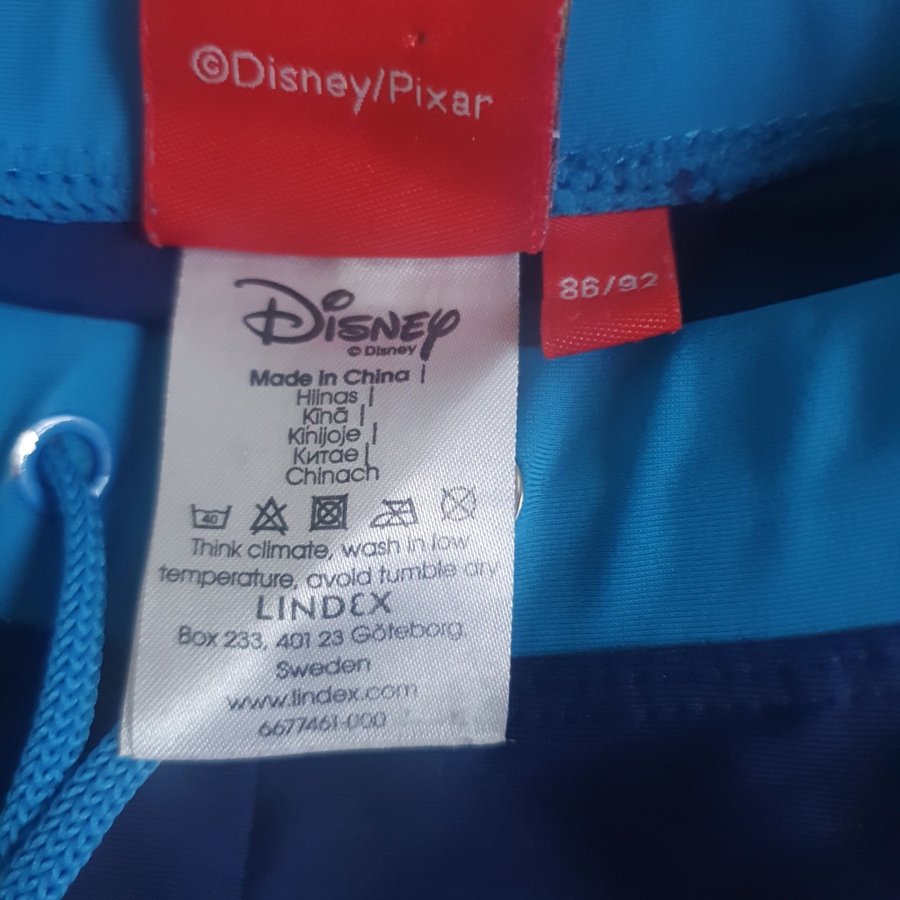 ©Disney/Pixar
86/92
Disney
© Disney
Made in China |
Hiinas |
Ķīnā |
Kinijoje |
Китае |
Chinach
40
Think climate, wash in low
temperature, avoid tumble dry
LINDEX
Box 233, 401 23 Göteborg,
Sweden
www.lindex.com
6677461-000